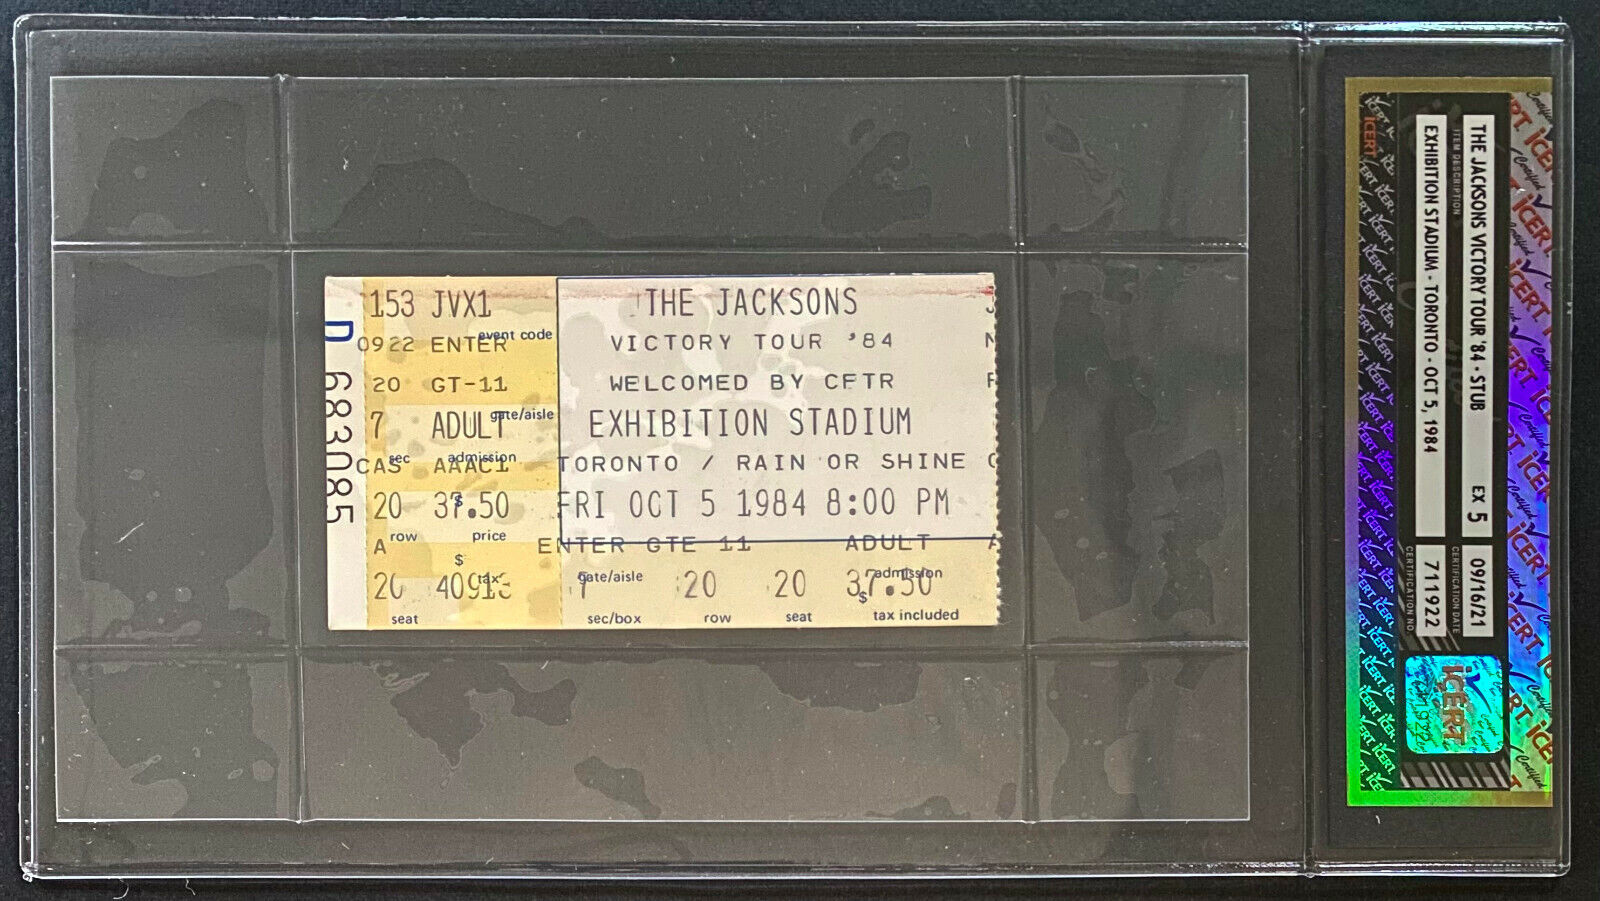 153 JVX1
event code
0922 ENTER
20 GT-11
gate/aisle
7 ADULT
sec admission
CAS AAAC1
20 $ 37.50
row price
A
$
20 40913
tax
seat
D 683085
THE JACKSONS
VICTORY TOUR '84
WELCOMED BY CFTR
EXHIBITION STADIUM
TORONTO / RAIN OR SHINE
FRI OCT 5 1984 8:00 PM
ENTER GTE 11 ADULT A
gate/aisle admission
7 20 20 $ 37.50
sec/box row seat tax included
THE JACKSONS VICTORY TOUR '84 - STUB EX 5 09/16/21
ITEM DESCRIPTION CERTIFICATION DATE
EXHIBITION STADIUM - TORONTO - OCT 5, 1984 711922
CERTIFICATION NO
iCERT
iCERT
Certified